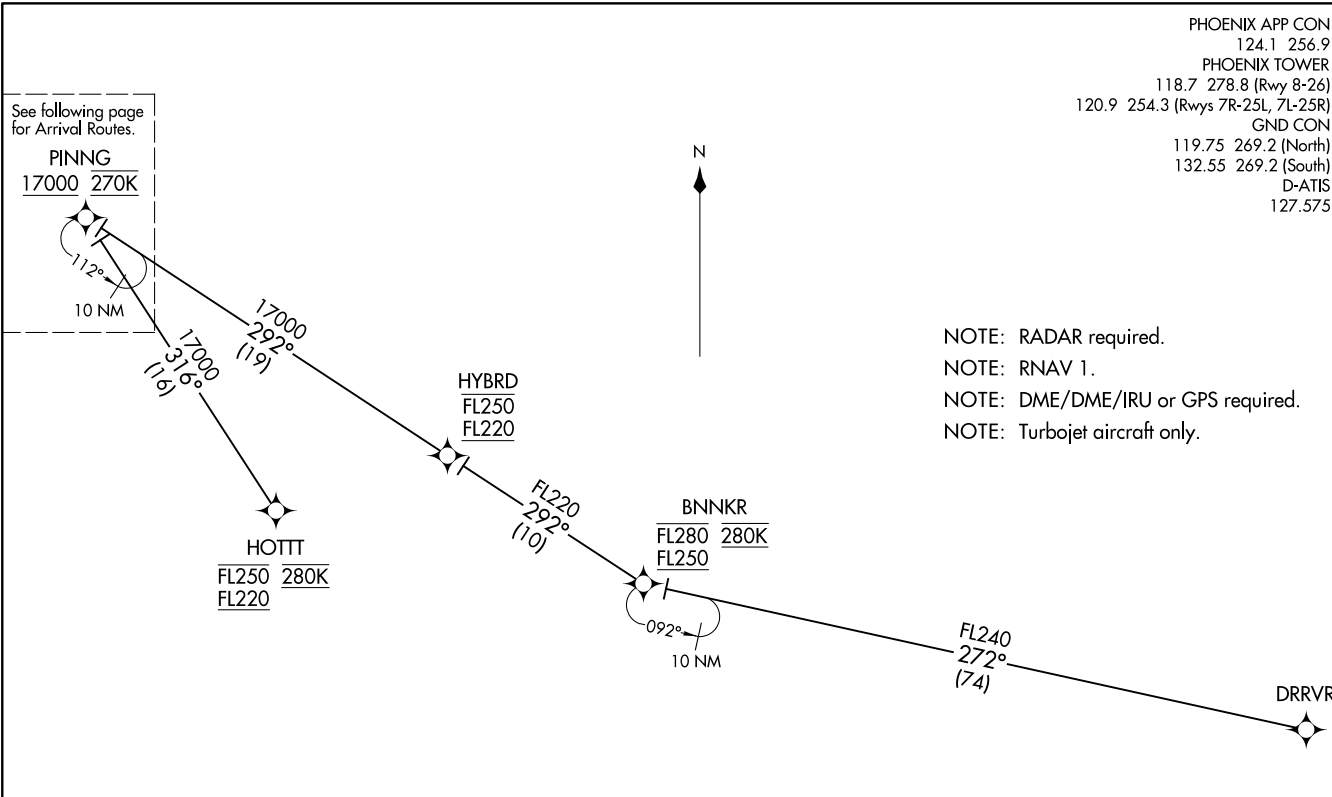 PHOENIX APP CON
124.1 256.9
PHOENIX TOWER
118.7 278.8 (Rwy 8-26)
120.9 254.3 (Rwys 7R-25L, 7L-25R)
GND CON
119.75 269.2 (North)
132.55 269.2 (South)
D-ATIS
127.575
See following page
for Arrival Routes.
PINNG
17000 270K
N
112°
10 NM
17000
292°
(19)
17000
316°
(16)
NOTE: RADAR required.
NOTE: RNAV 1.
NOTE: DME/DME/IRU or GPS required.
NOTE: Turbojet aircraft only.
HYBRD
FL250
FL220
FL220
292°
(10)
BNNKR
FL280 280K
FL250
HOTTT
FL250 280K
FL220
092°
10 NM
FL240
272°
(74)
DRRVR